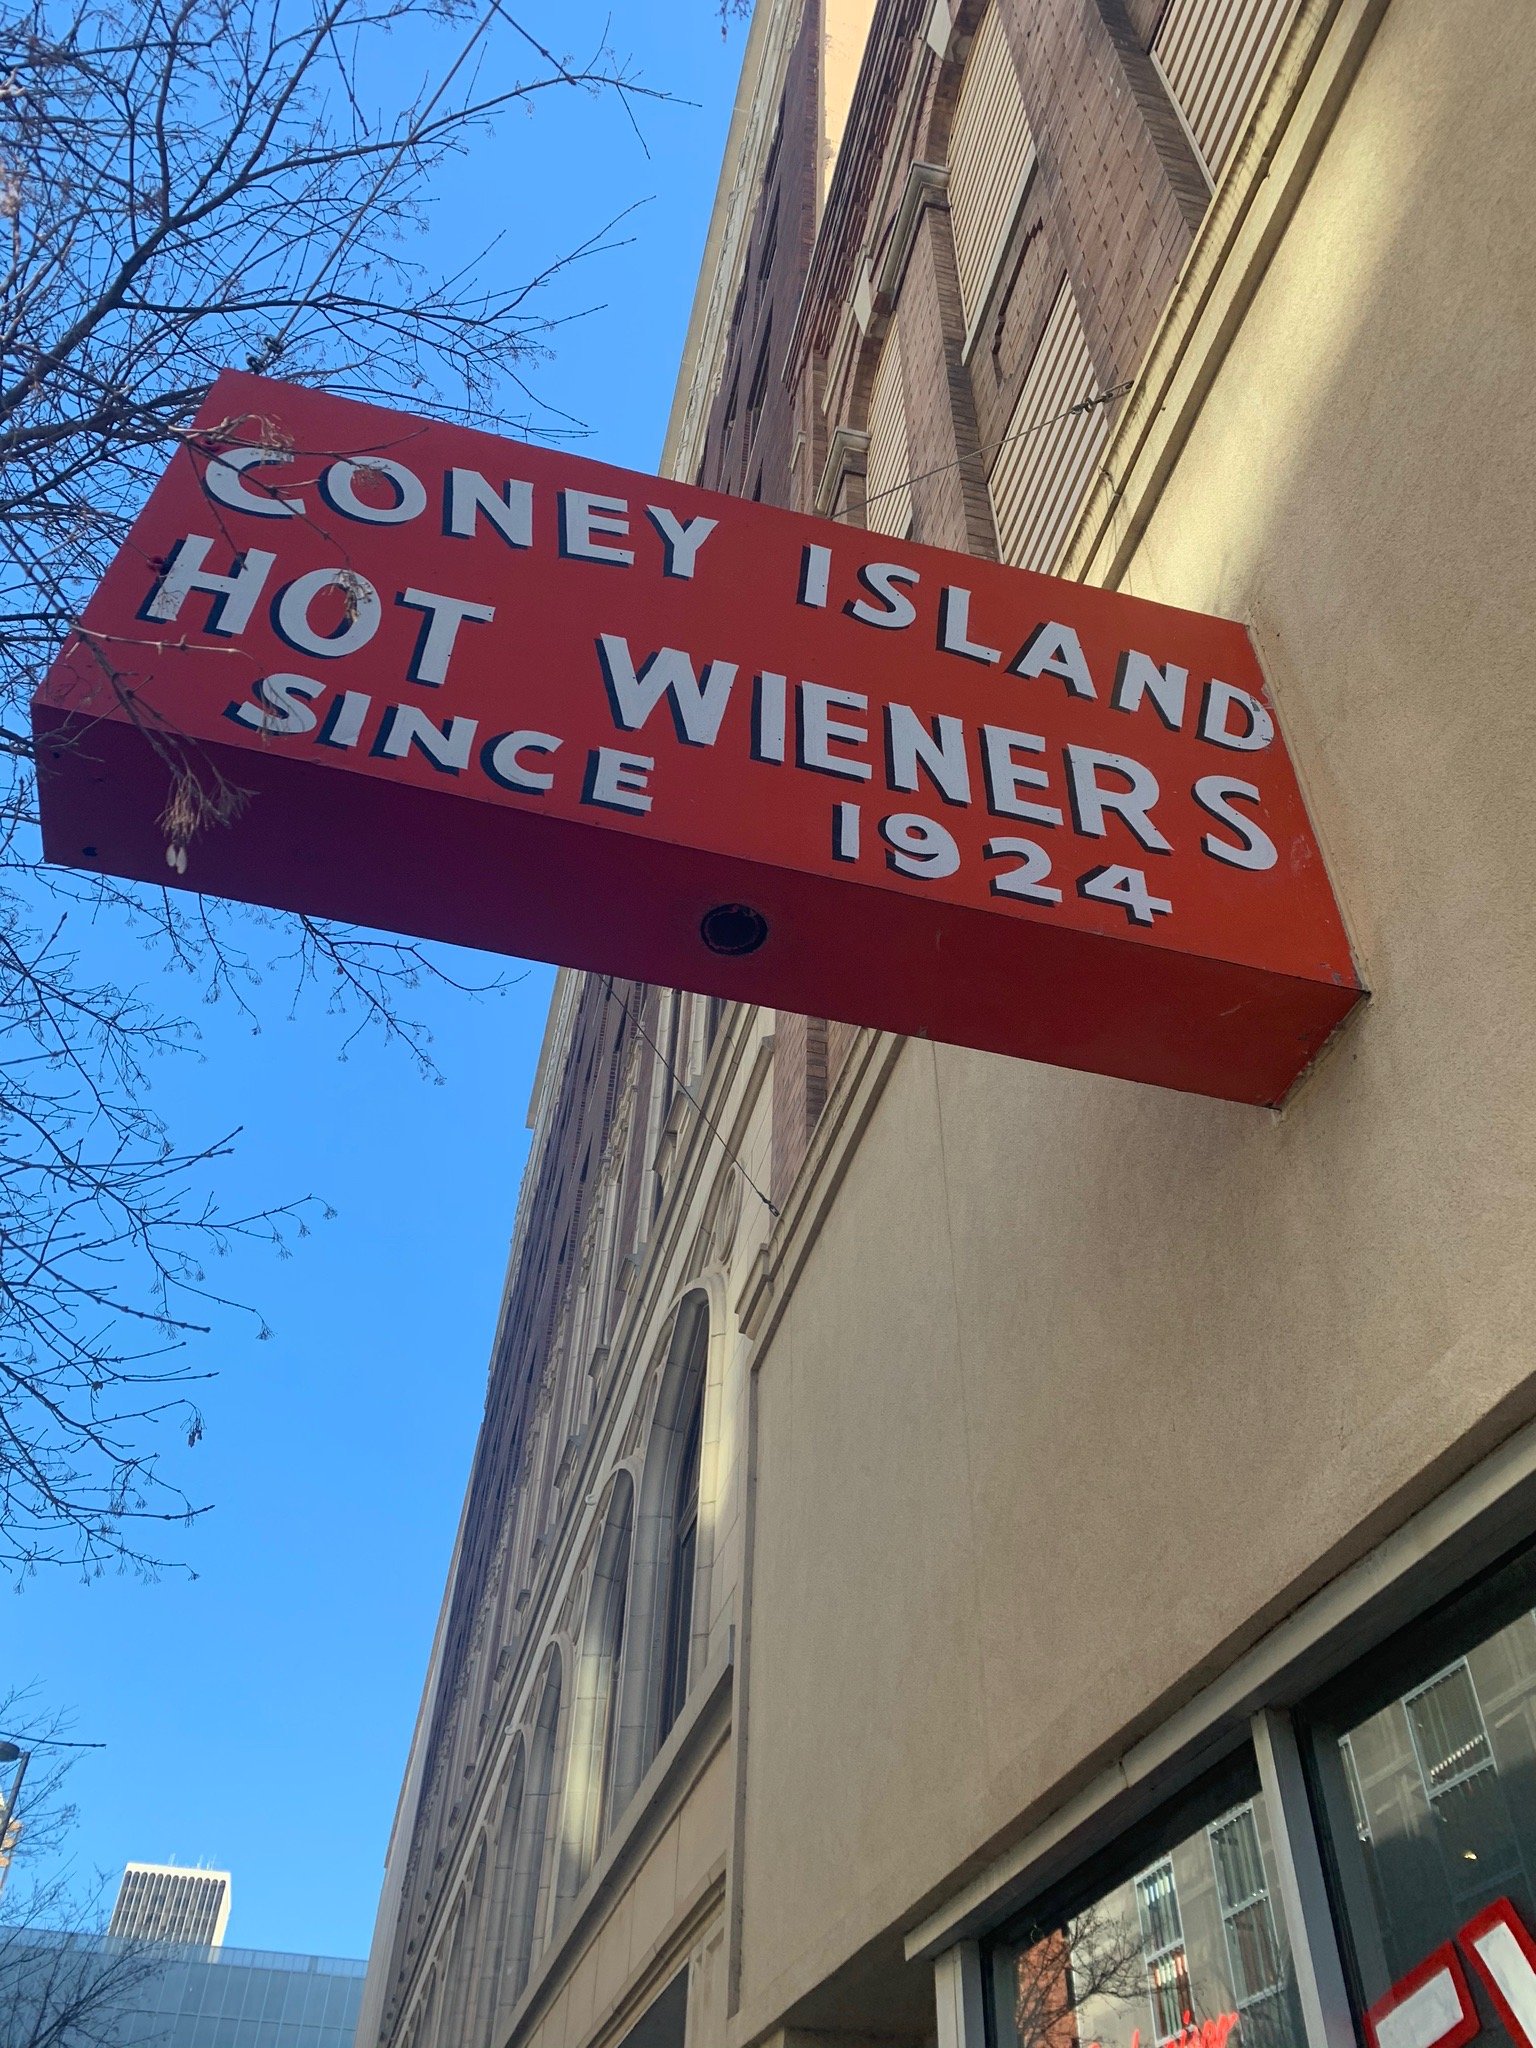 CONEY ISLAND
HOT WIENERS
SINCE 1924